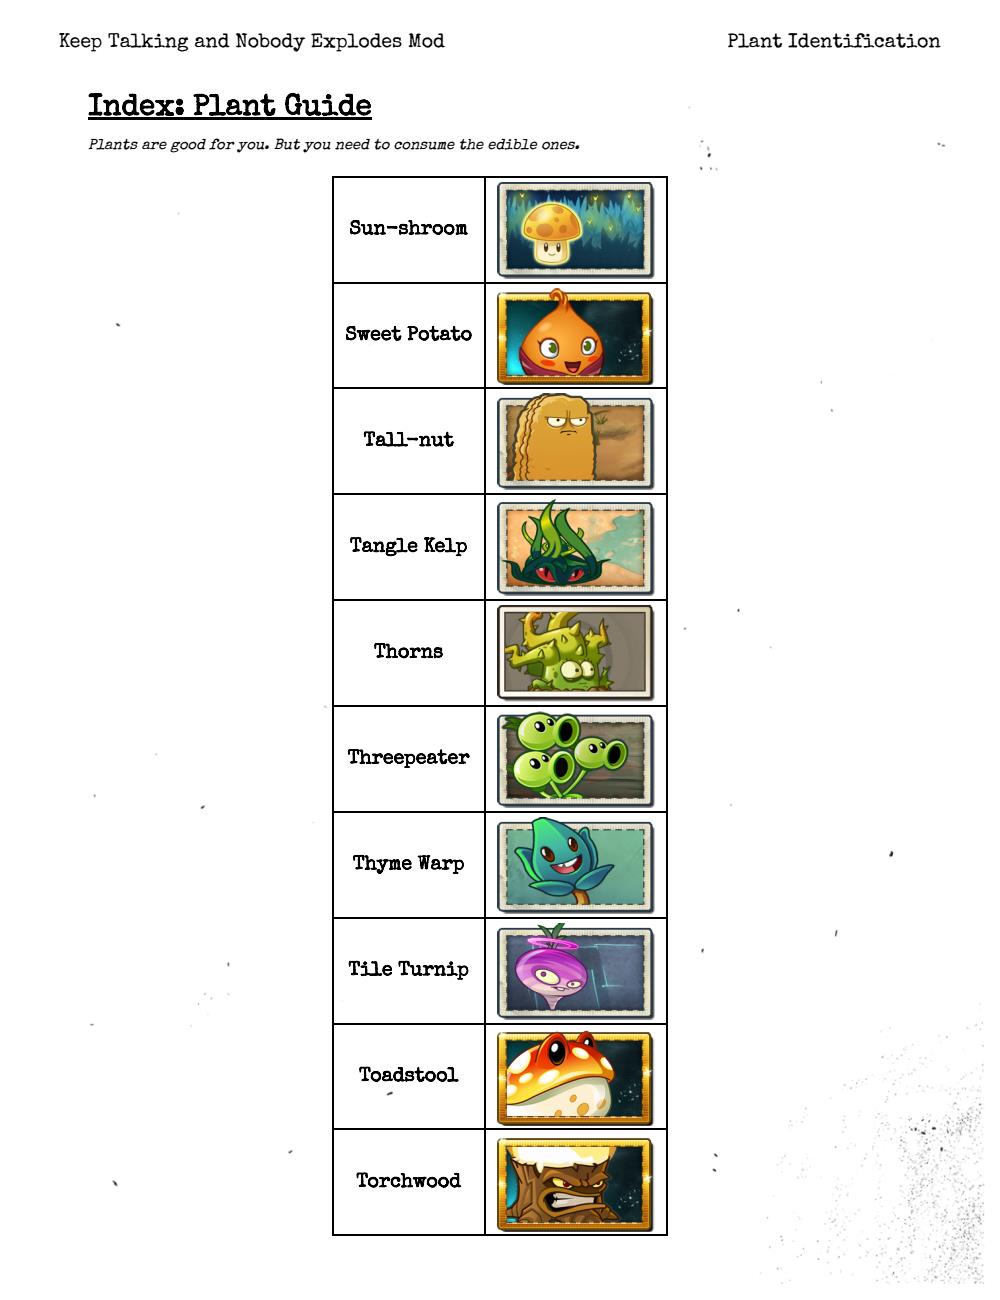 Keep Talking and Nobody Explodes Mod
Plant Identification
Index: Plant Guide
Plants are good for you. But you need to consume the edible ones.
Sun-shroom
Sweet Potato
Tall-nut
Tangle Kelp
Thorns
Threepeater
Thyme Warp
Tile Turnip
Toadstool
Torchwood